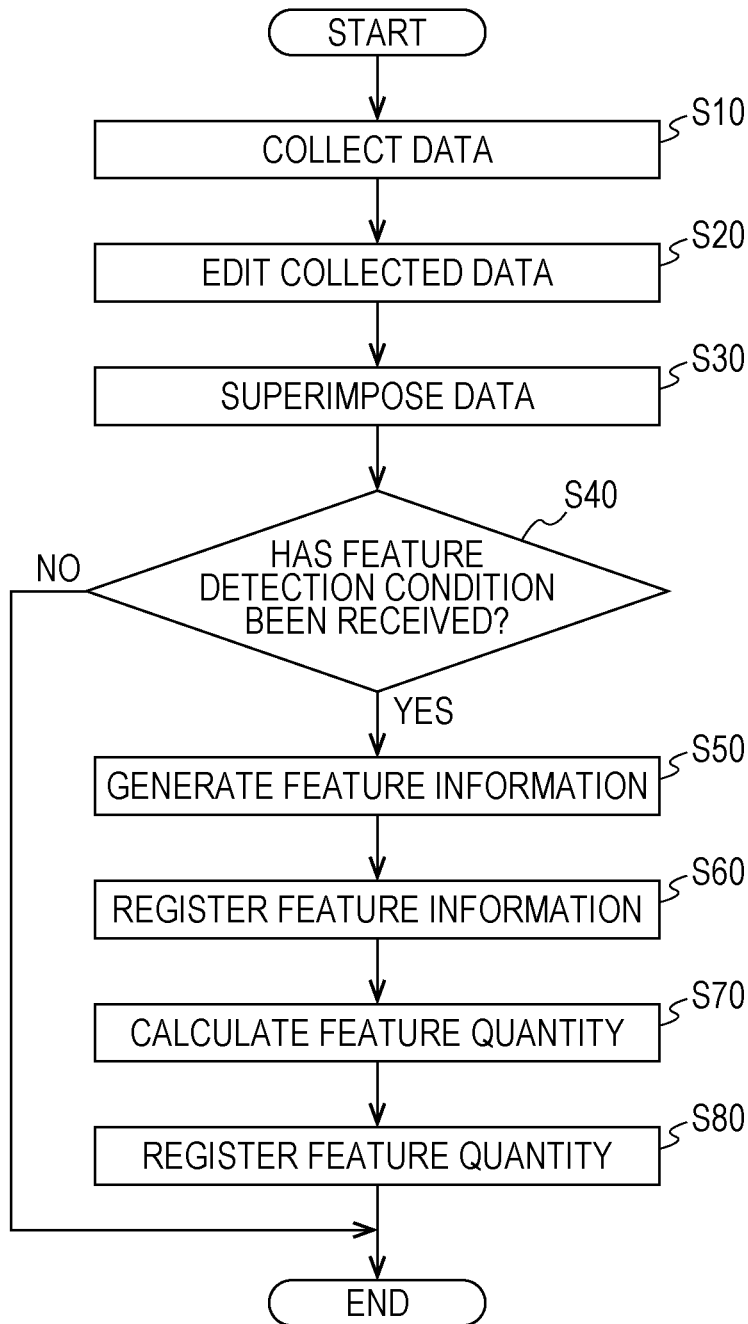 START
S10
COLLECT DATA
S20
EDIT COLLECTED DATA
S30
SUPERIMPOSE DATA
S40
HAS FEATURE
DETECTION CONDITION
BEEN RECEIVED?
NO
YES
S50
GENERATE FEATURE INFORMATION
S60
REGISTER FEATURE INFORMATION
S70
CALCULATE FEATURE QUANTITY
S80
REGISTER FEATURE QUANTITY
END